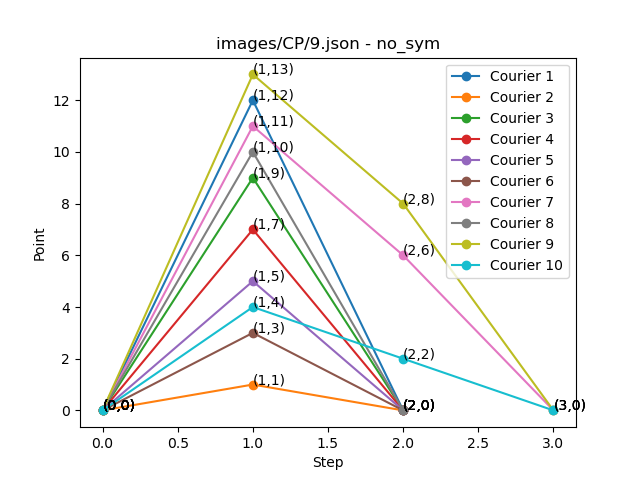 images/CP/9.json - no_sym
Point
12
10
8
6
4
2
0
(1,13)
(1,12)
(1,11)
(1,10)
(1,9)
(1,7)
(1,5)
(1,4)
(1,3)
(1,1)
(0,0)
(2,8)
(2,6)
(2,2)
(2,0)
(3,0)
Courier 1
Courier 2
Courier 3
Courier 4
Courier 5
Courier 6
Courier 7
Courier 8
Courier 9
Courier 10
0.0 0.5 1.0 1.5 2.0 2.5 3.0
Step